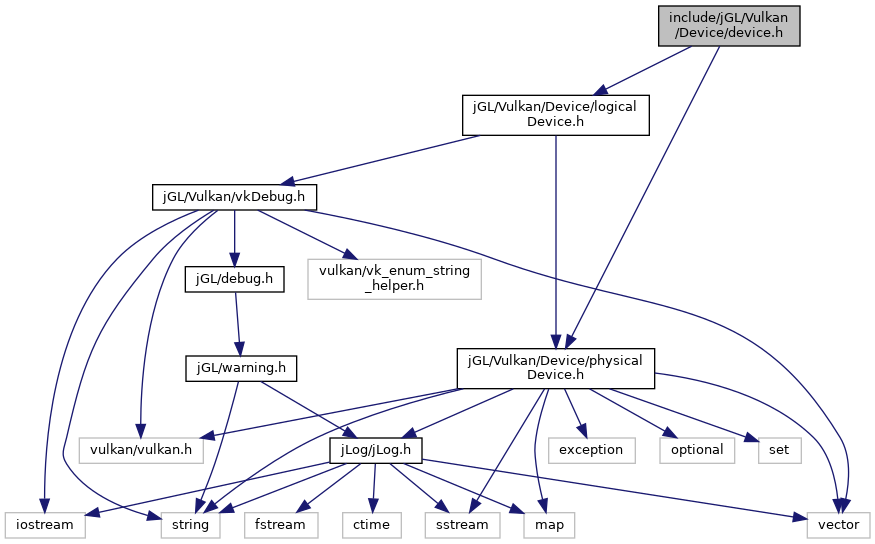 include/jGL/Vulkan
/Device/device.h
jGL/Vulkan/Device/logical
Device.h
jGL/Vulkan/vkDebug.h
jGL/debug.h
vulkan/vk_enum_string
_helper.h
jGL/warning.h
jGL/Vulkan/Device/physical
Device.h
vulkan/vulkan.h
jLog/jLog.h
exception
optional
set
iostream
string
fstream
ctime
sstream
map
vector